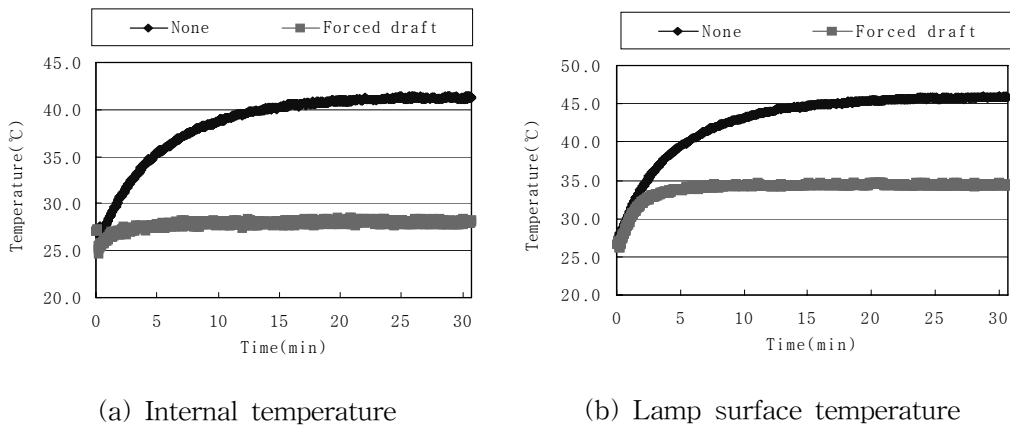 None Forced draft
45.0
40.0
35.0
30.0
25.0
20.0
Temperature(℃)
0 5 10 15 20 25 30
Time(min)
(a) Internal temperature
None Forced draft
50.0
45.0
40.0
35.0
30.0
25.0
20.0
Temperature(℃)
0 5 10 15 20 25 30
Time(min)
(b) Lamp surface temperature